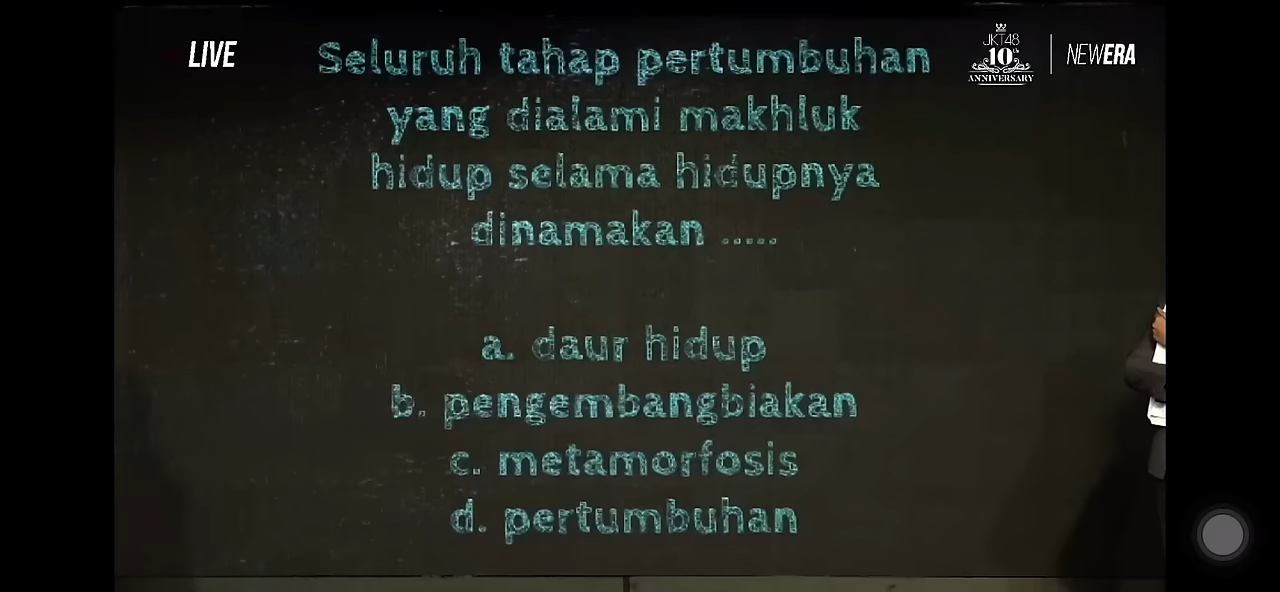 LIVE
JKT48
10th
ANNIVERSARY
NEWERA
Seluruh tahap pertumbuhan
yang dialami makhluk
hidup selama hidupnya
dinamakan .....
a. daur hidup
b. pengembangbiakan
c. metamorfosis
d. pertumbuhan